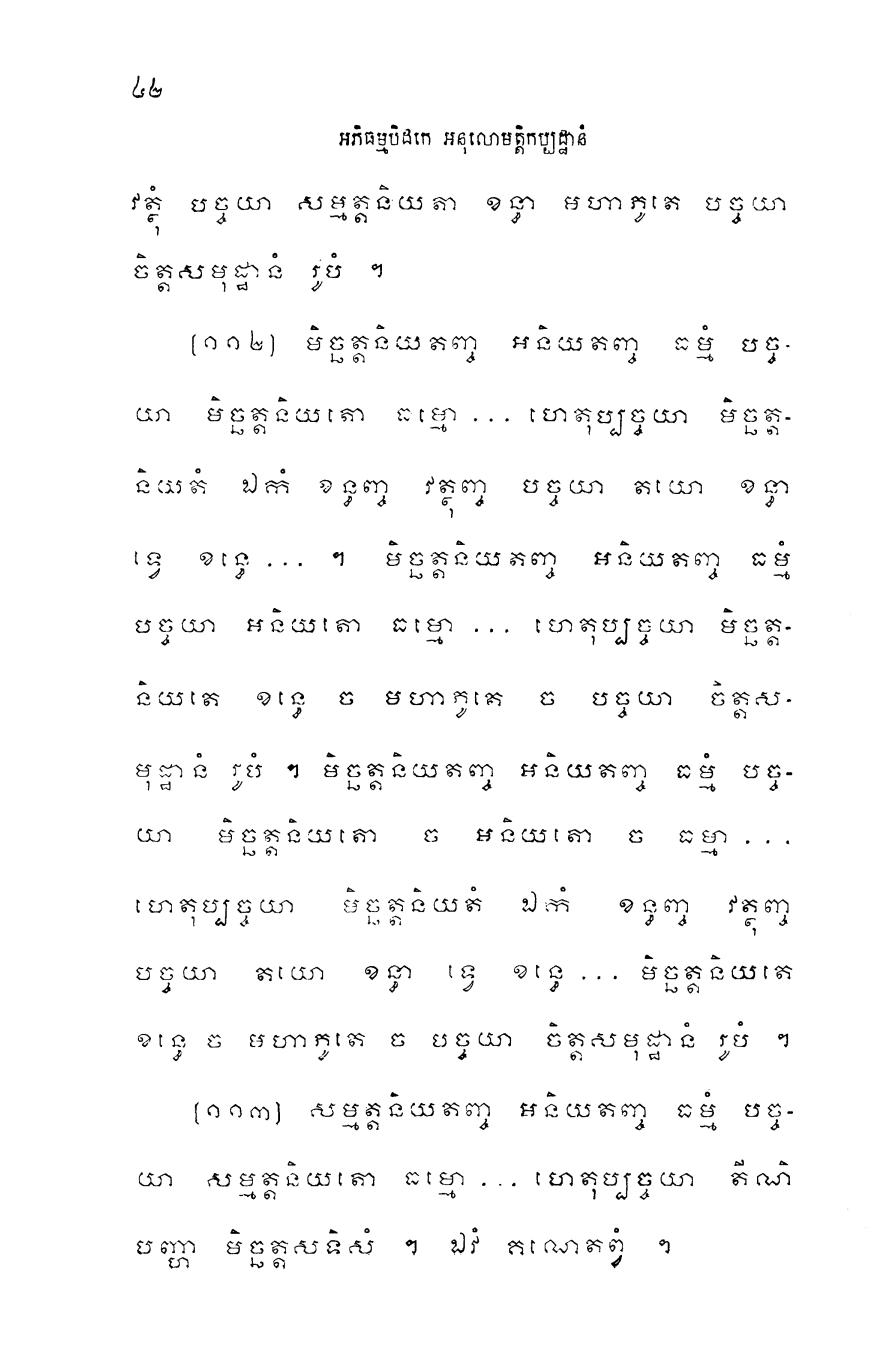 ៤២
អភិធម្មបិដកេ អនុលោមត្តិកប្បដ្ឋានំ
វត្ថុំ បច្ចយា សម្មត្តនិយតា ខន្ធា មហាភូតេ បច្ចយា
ចិត្តសមុដ្ឋានំ រូបំ ។
(១១២) មិច្ឆត្តនិយតញ្ច អនិយតញ្ច ធម្មំ បច្ច-
យា មិច្ឆត្តនិយតោ ធម្មោ ... ហេតុប្បច្ចយា មិច្ឆត្ត-
និយតំ ឯកំ ខន្ធញ្ច វត្ថុញ្ច បច្ចយា តយោ ខន្ធា
ទ្វេ ខន្ធេ ... ។ មិច្ឆត្តនិយតញ្ច អនិយតញ្ច ធម្មំ
បច្ចយា អនិយតោ ធម្មោ ... ហេតុប្បច្ចយា មិច្ឆត្ត-
និយតេ ខន្ធេ ច មហាភូតេ ច បច្ចយា ចិត្តស-
មុដ្ឋានំ រូបំ ។ មិច្ឆត្តនិយតញ្ច អនិយតញ្ច ធម្មំ បច្ច-
យា មិច្ឆត្តនិយតោ ច អនិយតោ ច ធម្មា ...
ហេតុប្បច្ចយា មិច្ឆត្តនិយតំ ឯកំ ខន្ធញ្ច វត្ថុញ្ច
បច្ចយា តយោ ខន្ធា ទ្វេ ខន្ធេ ... មិច្ឆត្តនិយតេ
ខន្ធេ ច មហាភូតេ ច បច្ចយា ចិត្តសមុដ្ឋានំ រូបំ ។
(១១៣) សម្មត្តនិយតញ្ច អនិយតញ្ច ធម្មំ បច្ច-
យា សម្មត្តនិយតោ ធម្មោ ... ហេតុប្បច្ចយា តីណិ
បញ្ហា មិច្ឆត្តសទិសំ ។ ឯវំ គណេតព្វំ ។